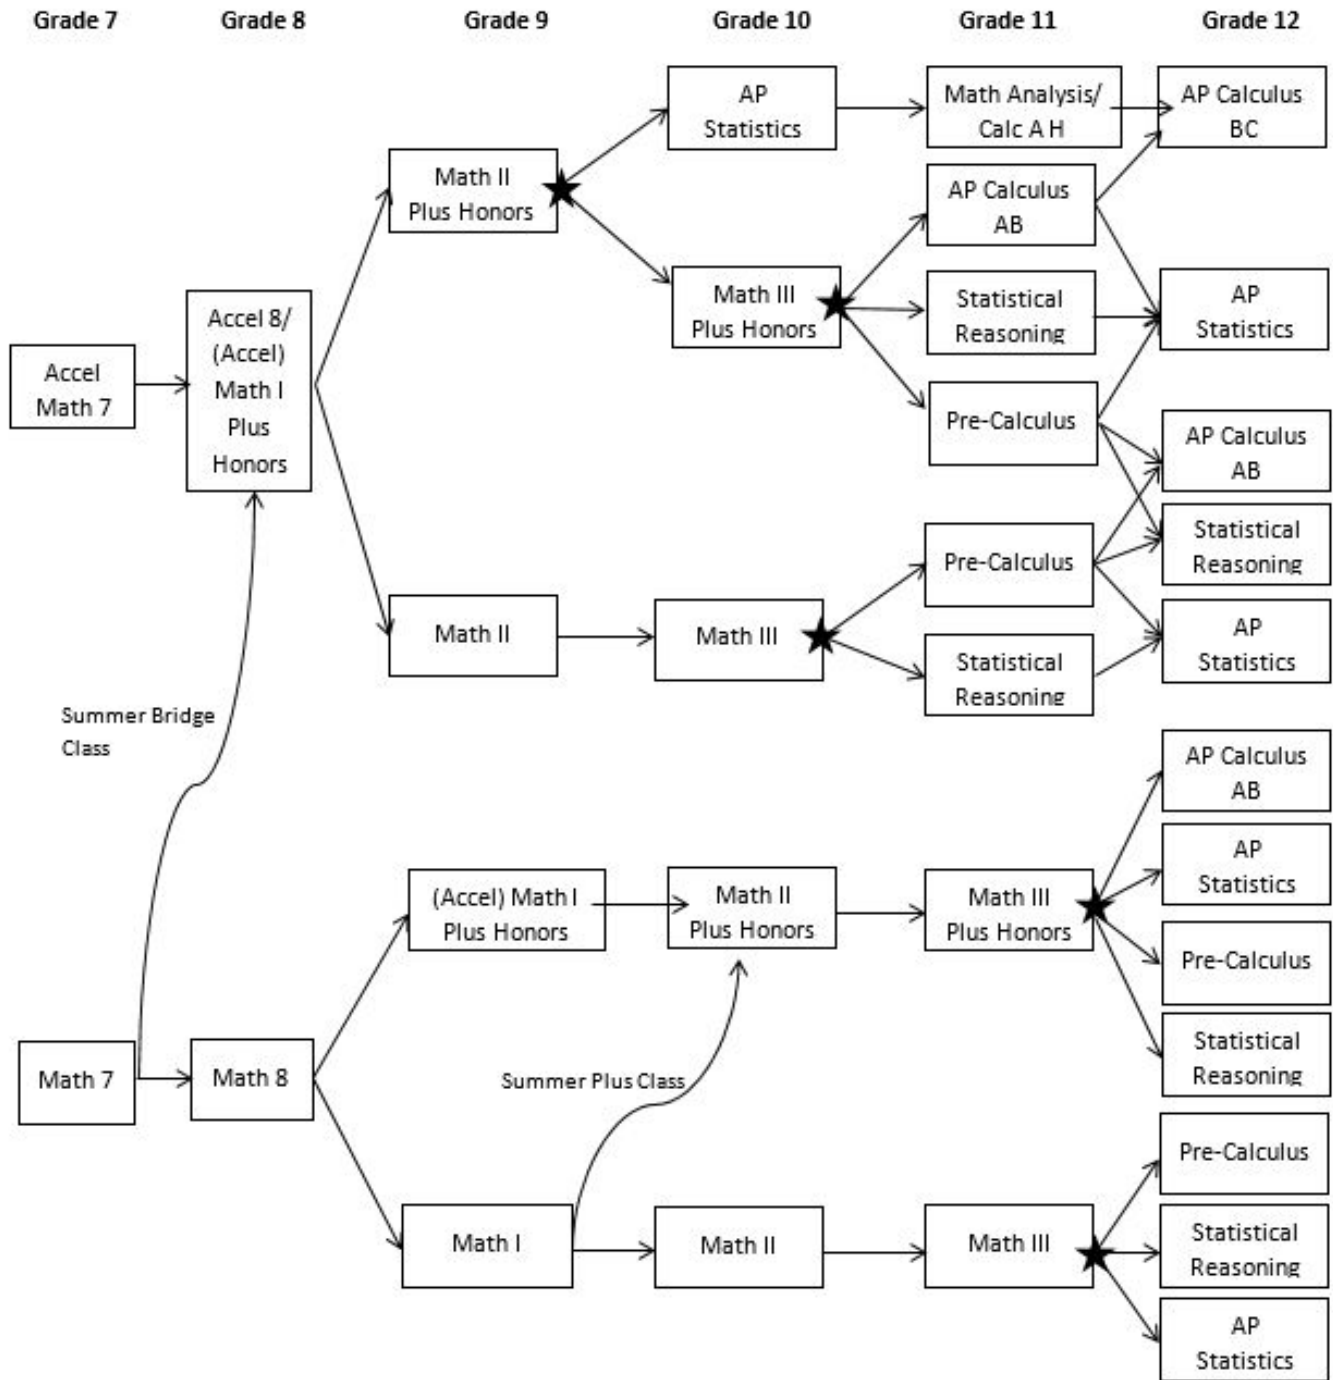 Grade 7
Grade 8
Grade 9
Grade 10
Grade 11
Grade 12
AP
Statistics
Math Analysis/
Calc A H
AP Calculus
BC
Math II
Plus Honors
AP Calculus
AB
Math III
Plus Honors
Statistical
Reasoning
AP
Statistics
Accel 8/
(Accel)
Math I
Plus
Honors
Accel
Math 7
Pre-Calculus
AP Calculus
AB
Statistical
Reasoning
Pre-Calculus
Math II
Math III
Statistical
Reasoning
AP
Statistics
Summer Bridge
Class
AP Calculus
AB
AP
Statistics
(Accel) Math I
Plus Honors
Math II
Plus Honors
Math III
Plus Honors
Pre-Calculus
Statistical
Reasoning
Math 7
Math 8
Summer Plus Class
Pre-Calculus
Math I
Math II
Math III
Statistical
Reasoning
AP
Statistics